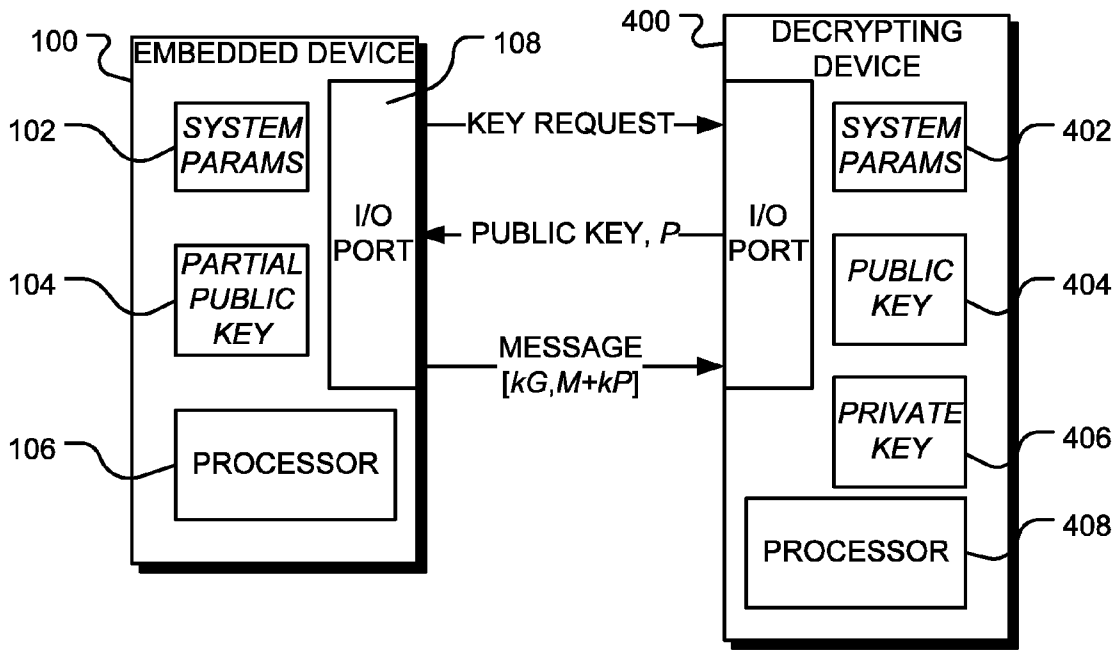 100
EMBEDDED DEVICE
108
102
SYSTEM
PARAMS
104
PARTIAL
PUBLIC
KEY
106
PROCESSOR
I/O
PORT
KEY REQUEST
PUBLIC KEY, P
MESSAGE
[kG,M+kP]
400
DECRYPTING
DEVICE
I/O
PORT
SYSTEM
PARAMS
402
PUBLIC
KEY
404
PRIVATE
KEY
406
PROCESSOR
408